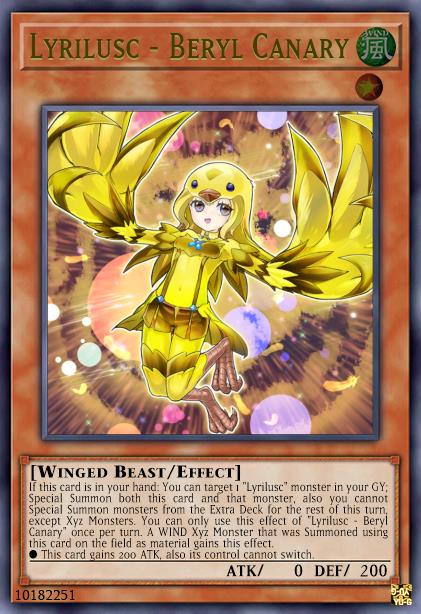 Lyrilusc - Beryl Canary
WIND
風
[Winged Beast/Effect]
If this card is in your hand: You can target 1 "Lyrilusc" monster in your GY;
Special Summon both this card and that monster, also you cannot
Special Summon monsters from the Extra Deck for the rest of this turn,
except Xyz Monsters. You can only use this effect of "Lyrilusc - Beryl
Canary" once per turn. A WIND Xyz Monster that was Summoned using
this card on the field as material gains this effect.
● This card gains 200 ATK, also its control cannot switch.
ATK/ 0 DEF/ 200
10182251